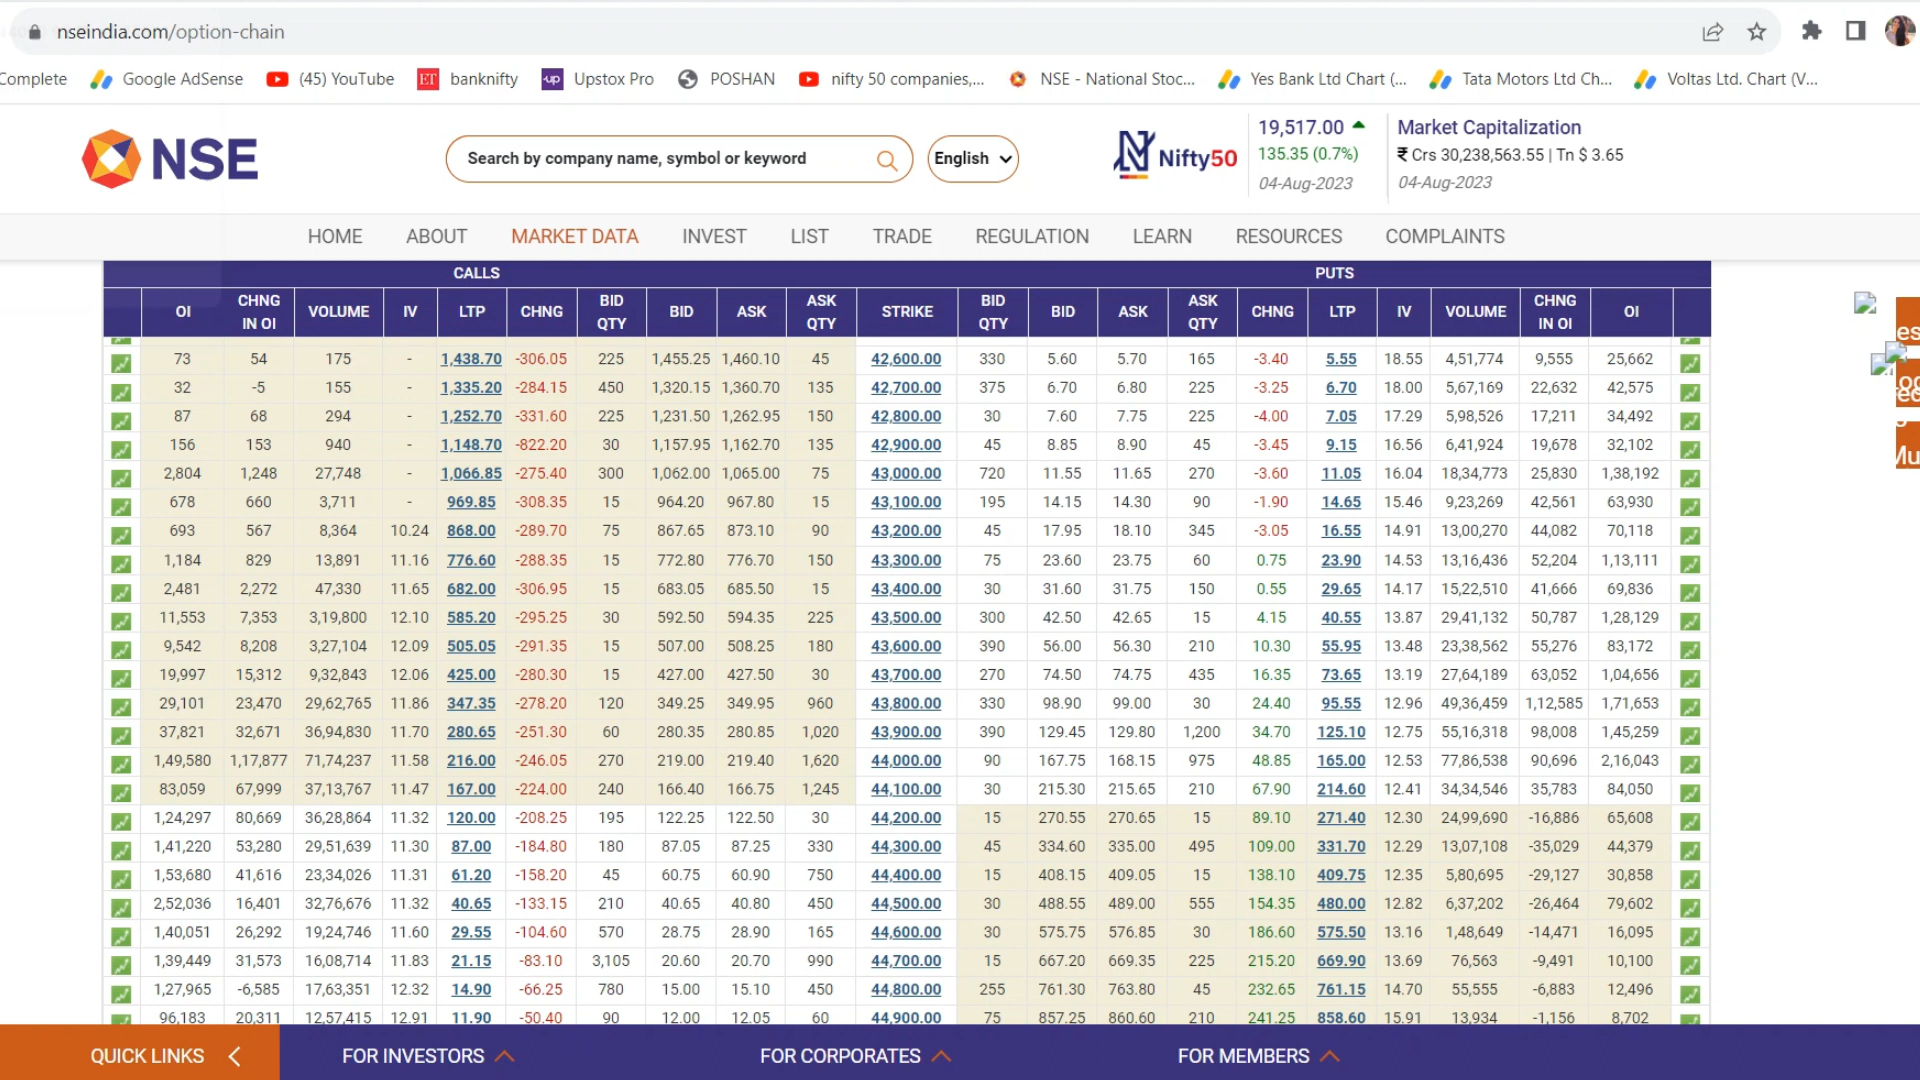 nseindia.com/option-chain
Complete Google AdSense (45) YouTube ET banknifty up Upstox Pro POSHAN nifty 50 companies,... NSE - National Stoc... Yes Bank Ltd Chart (... Tata Motors Ltd Ch... Voltas Ltd. Chart (V...
NSE Search by company name, symbol or keyword English Nifty50
19,517.00 Market Capitalization
135.35 (0.7%) ₹ Crs 30,238,563.55 | Tn $ 3.65
04-Aug-2023 04-Aug-2023
HOME ABOUT MARKET DATA INVEST LIST TRADE REGULATION LEARN RESOURCES COMPLAINTS
CALLS PUTS
OI CHNG IN OI VOLUME IV LTP CHNG BID QTY BID ASK ASK QTY STRIKE BID QTY BID ASK ASK QTY CHNG LTP IV VOLUME CHNG IN OI OI
73 54 175 - 1,438.70 -306.05 225 1,455.25 1,460.10 45 42,600.00 330 5.60 5.70 165 -3.40 5.55 18.55 4,51,774 9,555 25,662
32 -5 155 - 1,335.20 -284.15 450 1,320.15 1,360.70 135 42,700.00 375 6.70 6.80 225 -3.25 6.70 18.00 5,67,169 22,632 42,575
87 68 294 - 1,252.70 -331.60 225 1,231.50 1,262.95 150 42,800.00 30 7.60 7.75 225 -4.00 7.05 17.29 5,98,526 17,211 34,492
156 153 940 - 1,148.70 -822.20 30 1,157.95 1,162.70 135 42,900.00 45 8.85 8.90 45 -3.45 9.15 16.56 6,41,924 19,678 32,102
2,804 1,248 27,748 - 1,066.85 -275.40 300 1,062.00 1,065.00 75 43,000.00 720 11.55 11.65 270 -3.60 11.05 16.04 18,34,773 25,830 1,38,192
678 660 3,711 - 969.85 -308.35 15 964.20 967.80 15 43,100.00 195 14.15 14.30 90 -1.90 14.65 15.46 9,23,269 42,561 63,930
693 567 8,364 10.24 868.00 -289.70 75 867.65 873.10 90 43,200.00 45 17.95 18.10 345 -3.05 16.55 14.91 13,00,270 44,082 70,118
1,184 829 13,891 11.16 776.60 -288.35 15 772.80 776.70 150 43,300.00 75 23.60 23.75 60 0.75 23.90 14.53 13,16,436 52,204 1,13,111
2,481 2,272 47,330 11.65 682.00 -306.95 15 683.05 685.50 15 43,400.00 30 31.60 31.75 150 0.55 29.65 14.17 15,22,510 41,666 69,836
11,553 7,353 3,19,800 12.10 585.20 -295.25 30 592.50 594.35 225 43,500.00 300 42.50 42.65 15 4.15 40.55 13.87 29,41,132 50,787 1,28,129
9,542 8,208 3,27,104 12.09 505.05 -291.35 15 507.00 508.25 180 43,600.00 390 56.00 56.30 210 10.30 55.95 13.48 23,38,562 55,276 83,172
19,997 15,312 9,32,843 12.06 425.00 -280.30 15 427.00 427.50 30 43,700.00 270 74.50 74.75 435 16.35 73.65 13.19 27,64,189 63,052 1,04,656
29,101 23,470 29,62,765 11.86 347.35 -278.20 120 349.25 349.95 960 43,800.00 330 98.90 99.00 30 24.40 95.55 12.96 49,36,459 1,12,585 1,71,653
37,821 32,671 36,94,830 11.70 280.65 -251.30 60 280.35 280.85 1,020 43,900.00 390 129.45 129.80 1,200 34.70 125.10 12.75 55,16,318 98,008 1,45,259
1,49,580 1,17,877 71,74,237 11.58 216.00 -246.05 270 219.00 219.40 1,620 44,000.00 90 167.75 168.15 975 48.85 165.00 12.53 77,86,538 90,696 2,16,043
83,059 67,999 37,13,767 11.47 167.00 -224.00 240 166.40 166.75 1,245 44,100.00 30 215.30 215.65 210 67.90 214.60 12.41 34,34,546 35,783 84,050
1,24,297 80,669 36,28,864 11.32 120.00 -208.25 195 122.25 122.50 30 44,200.00 15 270.55 270.65 15 89.10 271.40 12.30 24,99,690 -16,886 65,608
1,41,220 53,280 29,51,639 11.30 87.00 -184.80 180 87.05 87.25 330 44,300.00 45 334.60 335.00 495 109.00 331.70 12.29 13,07,108 -35,029 44,379
1,53,680 41,616 23,34,026 11.31 61.20 -158.20 45 60.75 60.90 750 44,400.00 15 408.15 409.05 15 138.10 409.75 12.35 5,80,695 -29,127 30,858
2,52,036 16,401 32,76,676 11.32 40.65 -133.15 210 40.65 40.80 450 44,500.00 30 488.55 489.00 555 154.35 480.00 12.82 6,37,202 -26,464 79,602
1,40,051 26,292 19,24,746 11.60 29.55 -104.60 570 28.75 28.90 165 44,600.00 30 575.75 576.85 30 186.60 575.50 13.16 1,48,649 -14,471 16,095
1,39,449 31,573 16,08,714 11.83 21.15 -83.10 3,105 20.60 20.70 990 44,700.00 15 667.20 669.35 225 215.20 669.90 13.69 76,563 -9,491 10,100
1,27,965 -6,585 17,63,351 12.32 14.90 -66.25 780 15.00 15.10 450 44,800.00 255 761.30 763.80 45 232.65 761.15 14.70 55,555 -6,883 12,496
96,183 20,311 12,57,415 12.91 11.90 -50.40 90 12.00 12.05 60 44,900.00 75 857.25 860.60 210 241.25 858.60 15.91 13,934 -1,156 8,702
QUICK LINKS FOR INVESTORS FOR CORPORATES FOR MEMBERS